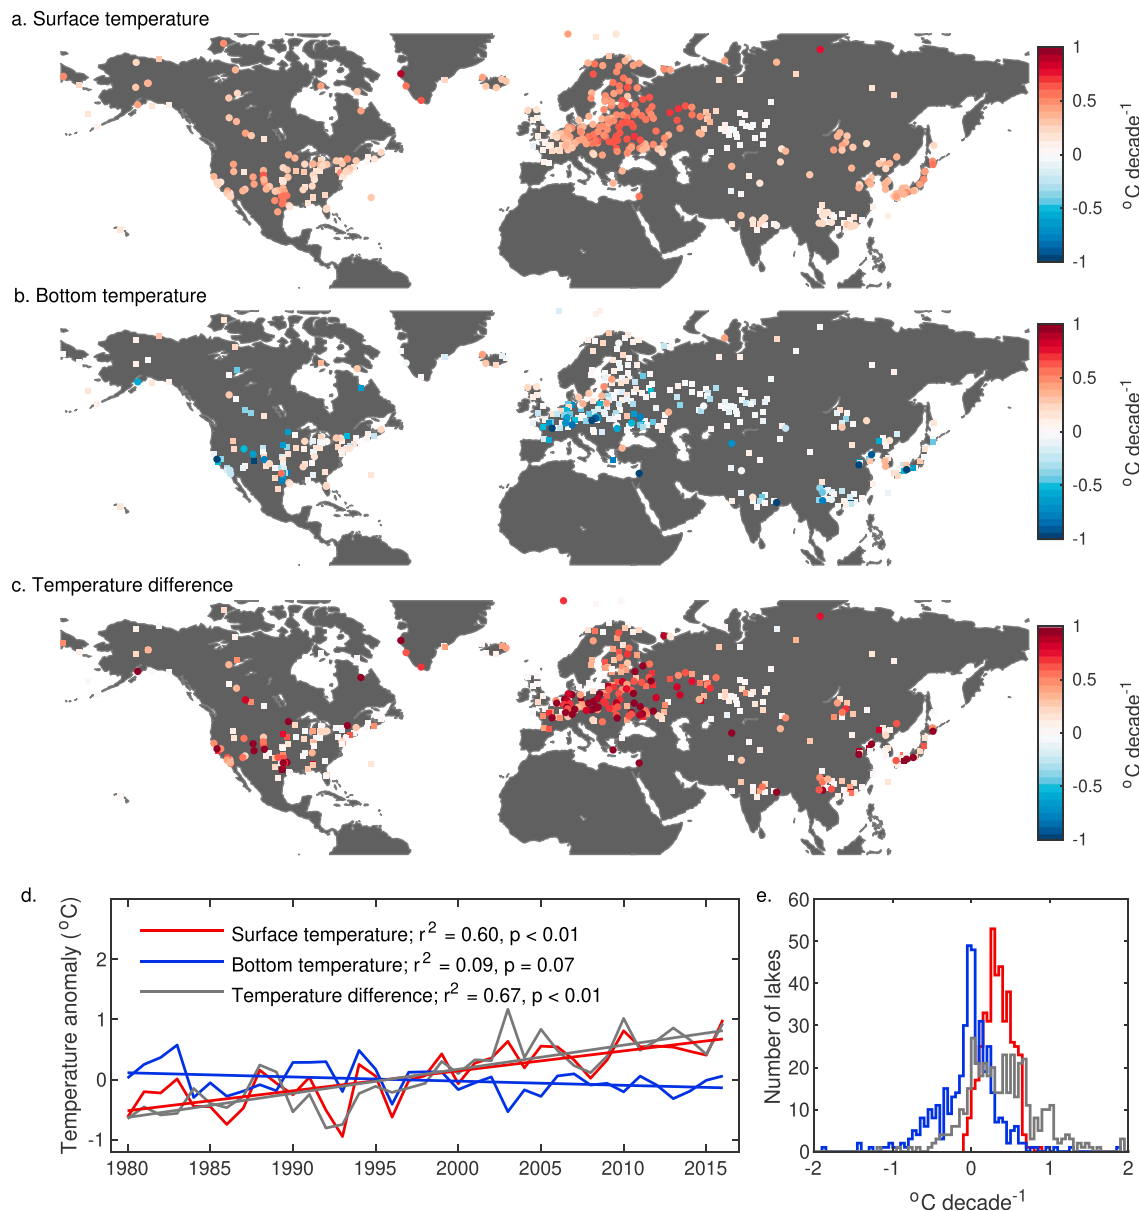 a. Surface temperature
1
0.5
0
-0.5
-1
°C decade⁻¹
b. Bottom temperature
1
0.5
0
-0.5
-1
°C decade⁻¹
c. Temperature difference
1
0.5
0
-0.5
-1
°C decade⁻¹
d.
Temperature anomaly (°C)
2
1
0
-1
Surface temperature; r² = 0.60, p < 0.01
Bottom temperature; r² = 0.09, p = 0.07
Temperature difference; r² = 0.67, p < 0.01
1980 1985 1990 1995 2000 2005 2010 2015
e.
Number of lakes
60
50
40
30
20
10
0
-2 -1 0 1 2
°C decade⁻¹